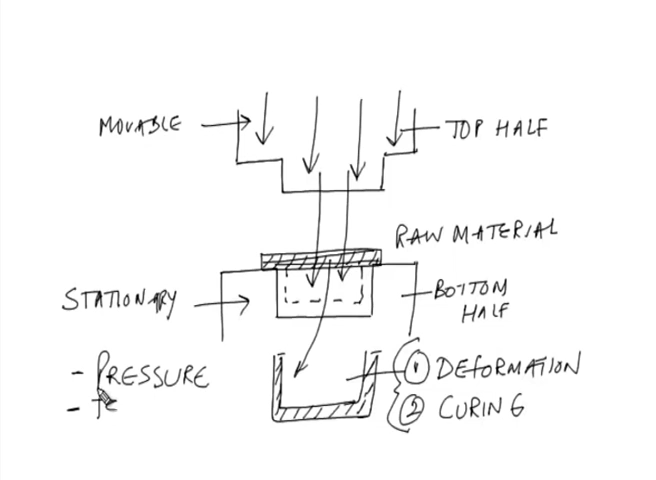 MOVABLE
TOP HALF
RAW MATERIAL
STATIONARY
BOTTOM
HALF
- PRESSURE
① DEFORMATION
② CURING